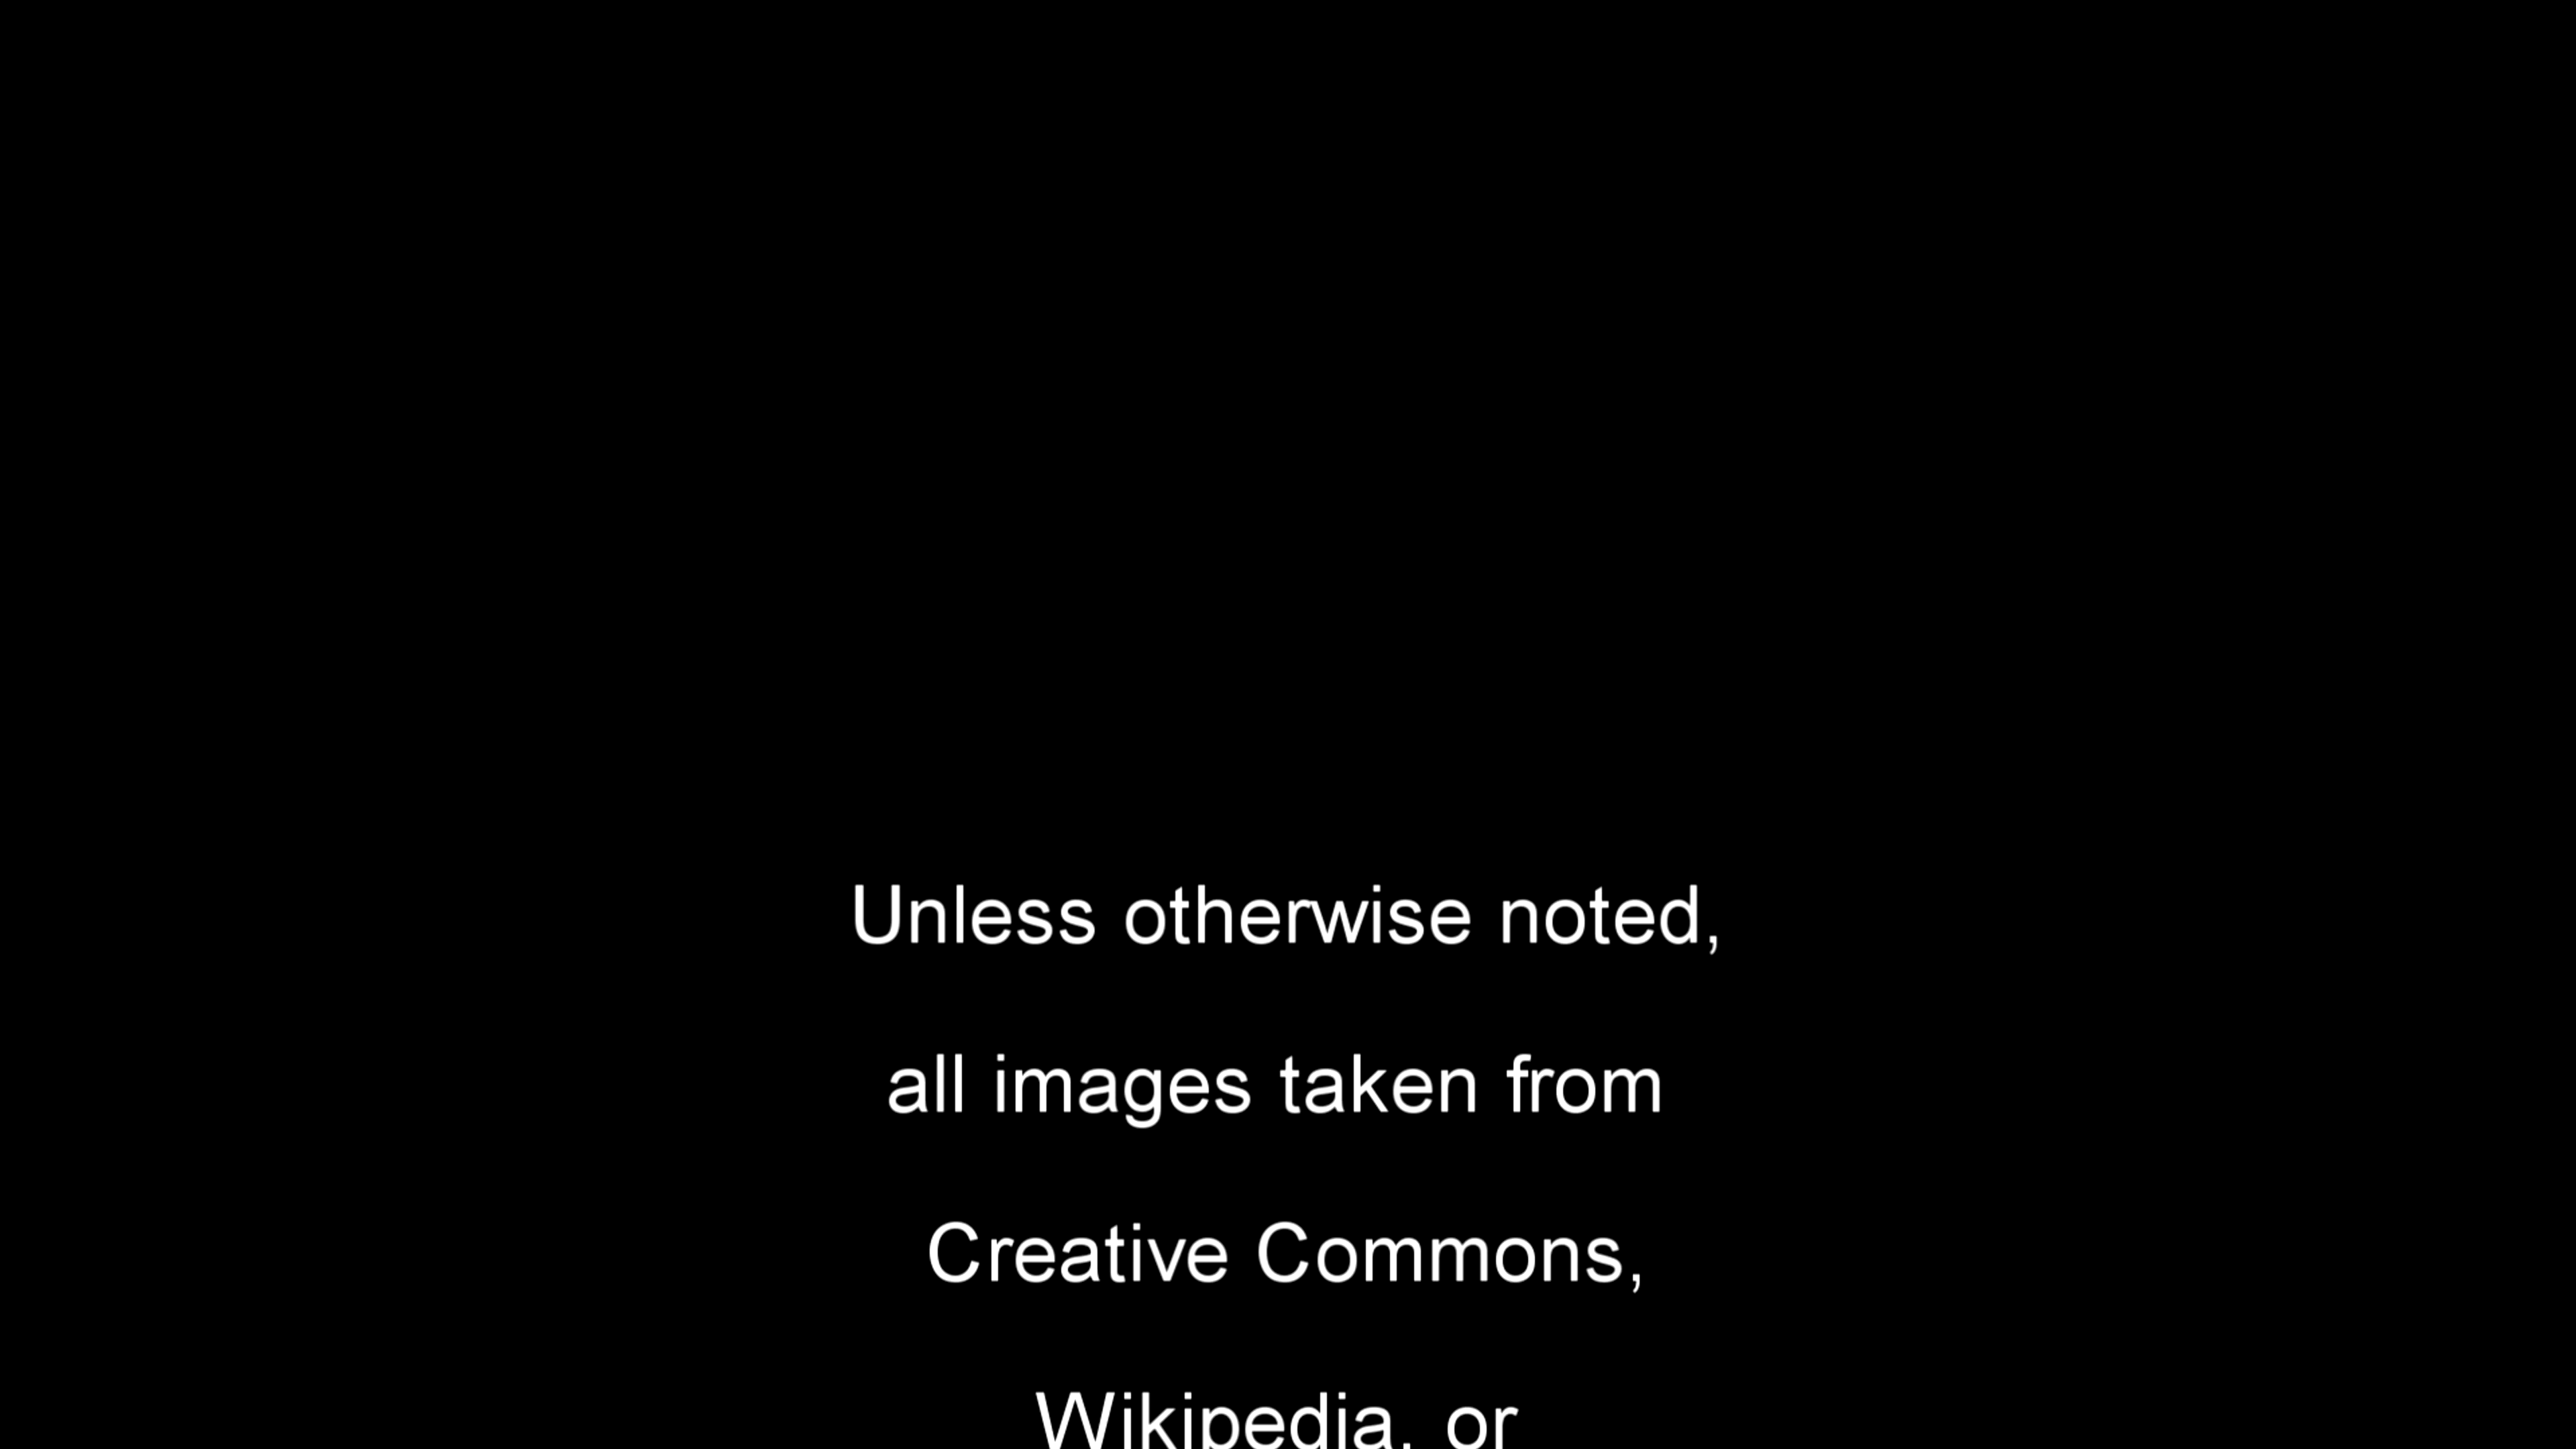 Unless otherwise noted,
all images taken from
Creative Commons,
Wikipedia, or